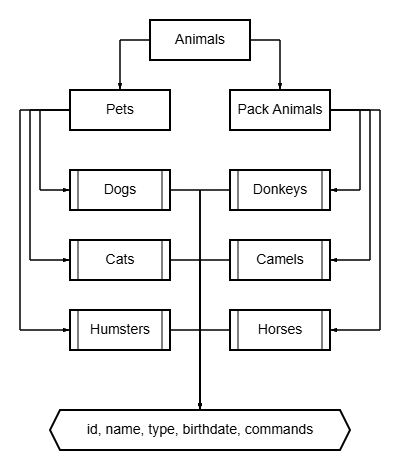 Animals
Pets
Pack Animals
Dogs
Donkeys
Cats
Camels
Humsters
Horses
id, name, type, birthdate, commands